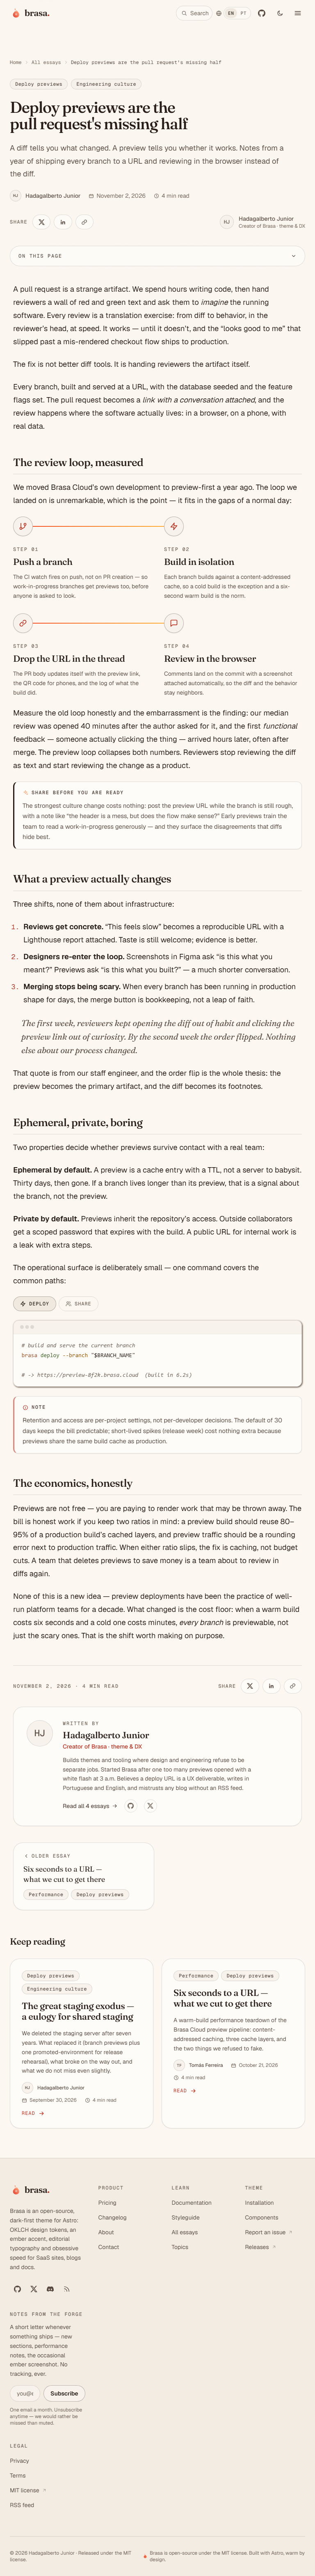 brasa.
Search
EN PT
Home / All essays / Deploy previews are the pull request's missing half
Deploy previews
Engineering culture
Deploy previews are the
pull request's missing half
A diff tells you what changed. A preview tells you whether it works. Notes from a
year of shipping every branch to a URL and reviewing in the browser instead of
the diff.
HJ
Hadagalberto Junior
November 2, 2026
4 min read
SHARE
HJ
Hadagalberto Junior
Creator of Brasa · theme & DX
ON THIS PAGE
A pull request is a strange artifact. We spend hours writing code, then hand
reviewers a wall of red and green text and ask them to imagine the running
software. Every review is a translation exercise: from diff to behavior, in the
reviewer's head, at speed. It works — until it doesn't, and the “looks good to me” that
slipped past a mis-rendered checkout flow ships to production.
The fix is not better diff tools. It is handing reviewers the artifact itself.
Every branch, built and served at a URL, with the database seeded and the feature
flags set. The pull request becomes a link with a conversation attached, and the
review happens where the software actually lives: in a browser, on a phone, with
real data.
The review loop, measured
We moved Brasa Cloud's own development to preview-first a year ago. The loop we
landed on is unremarkable, which is the point — it fits in the gaps of a normal day:
STEP 01
Push a branch
The CI watch fires on push, not on PR creation — so
work-in-progress branches get previews too, before
anyone is asked to look.
STEP 02
Build in isolation
Each branch builds against a content-addressed
cache, so a cold build is the exception and a six-
second warm build is the norm.
STEP 03
Drop the URL in the thread
The PR body updates itself with the preview link,
the QR code for phones, and the log of what the
build did.
STEP 04
Review in the browser
Comments land on the commit with a screenshot
attached automatically, so the diff and the behavior
stay neighbors.
Measure the old loop honestly and the embarrassment is the finding: our median
review was opened 40 minutes after the author asked for it, and the first functional
feedback — someone actually clicking the thing — arrived hours later, often after
merge. The preview loop collapses both numbers. Reviewers stop reviewing the diff
as text and start reviewing the change as a product.
SHARE BEFORE YOU ARE READY
The strongest culture change costs nothing: post the preview URL while the branch is still rough,
with a note like “the header is a mess, but does the flow make sense?” Early previews train the
team to read a work-in-progress generously — and they surface the disagreements that diffs
hide best.
What a preview actually changes
Three shifts, none of them about infrastructure:
1. Reviews get concrete. “This feels slow” becomes a reproducible URL with a
Lighthouse report attached. Taste is still welcome; evidence is better.
2. Designers re-enter the loop. Screenshots in Figma ask “is this what you
meant?” Previews ask “is this what you built?” — a much shorter conversation.
3. Merging stops being scary. When every branch has been running in production
shape for days, the merge button is bookkeeping, not a leap of faith.
The first week, reviewers kept opening the diff out of habit and clicking the
preview link out of curiosity. By the second week the order flipped. Nothing
else about our process changed.
That quote is from our staff engineer, and the order flip is the whole thesis: the
preview becomes the primary artifact, and the diff becomes its footnotes.
Ephemeral, private, boring
Two properties decide whether previews survive contact with a real team:
Ephemeral by default. A preview is a cache entry with a TTL, not a server to babysit.
Thirty days, then gone. If a branch lives longer than its preview, that is a signal about
the branch, not the preview.
Private by default. Previews inherit the repository's access. Outside collaborators
get a scoped password that expires with the build. A public URL for internal work is
a leak with extra steps.
The operational surface is deliberately small — one command covers the
common paths:
DEPLOY
SHARE
# build and serve the current branch
brasa deploy --branch "$BRANCH_NAME"
# -> https://preview-8f2k.brasa.cloud (built in 6.2s)
NOTE
Retention and access are per-project settings, not per-developer decisions. The default of 30
days keeps the bill predictable; short-lived spikes (release week) cost nothing extra because
previews share the same build cache as production.
The economics, honestly
Previews are not free — you are paying to render work that may be thrown away. The
bill is honest work if you keep two ratios in mind: a preview build should reuse 80–
95% of a production build's cached layers, and preview traffic should be a rounding
error next to production traffic. When either ratio slips, the fix is caching, not budget
cuts. A team that deletes previews to save money is a team about to review in
diffs again.
None of this is a new idea — preview deployments have been the practice of well-
run platform teams for a decade. What changed is the cost floor: when a warm build
costs six seconds and a cold one costs minutes, every branch is previewable, not
just the scary ones. That is the shift worth making on purpose.
NOVEMBER 2, 2026 · 4 MIN READ
SHARE
HJ
WRITTEN BY
Hadagalberto Junior
Creator of Brasa · theme & DX
Builds themes and tooling where design and engineering refuse to be
separate jobs. Started Brasa after one too many previews opened with a
white flash at 3 a.m. Believes a deploy URL is a UX deliverable, writes in
Portuguese and English, and mistrusts any blog without an RSS feed.
Read all 4 essays →
OLDER ESSAY
Six seconds to a URL —
what we cut to get there
Performance
Deploy previews
Keep reading
Deploy previews
Engineering culture
The great staging exodus —
a eulogy for shared staging
We deleted the staging server after seven
years. What replaced it (branch previews plus
one promoted-environment for release
rehearsal), what broke on the way out, and
what we do not miss even slightly.
HJ
Hadagalberto Junior
September 30, 2026
4 min read
READ →
Performance
Deploy previews
Six seconds to a URL —
what we cut to get there
A warm-build performance teardown of the
Brasa Cloud preview pipeline: content-
addressed caching, three cache layers, and
the two things we refused to fake.
Tomás Ferreira
October 21, 2026
4 min read
READ →
brasa.
Brasa is an open-source,
dark-first theme for Astro:
OKLCH design tokens, an
ember accent, editorial
typography and obsessive
speed for SaaS sites, blogs
and docs.
PRODUCT
Pricing
Changelog
About
Contact
LEARN
Documentation
Styleguide
All essays
Topics
THEME
Installation
Components
Report an issue ↗
Releases ↗
NOTES FROM THE FORGE
A short letter whenever
something ships — new
sections, performance
notes, the occasional
ember screenshot. No
tracking, ever.
you@
Subscribe
One email a month. Unsubscribe
anytime — we would rather be
missed than muted.
LEGAL
Privacy
Terms
MIT license ↗
RSS feed
© 2026 Hadagalberto Junior · Released under the MIT
license.
Brasa is open-source under the MIT license. Built with Astro, warm by
design.